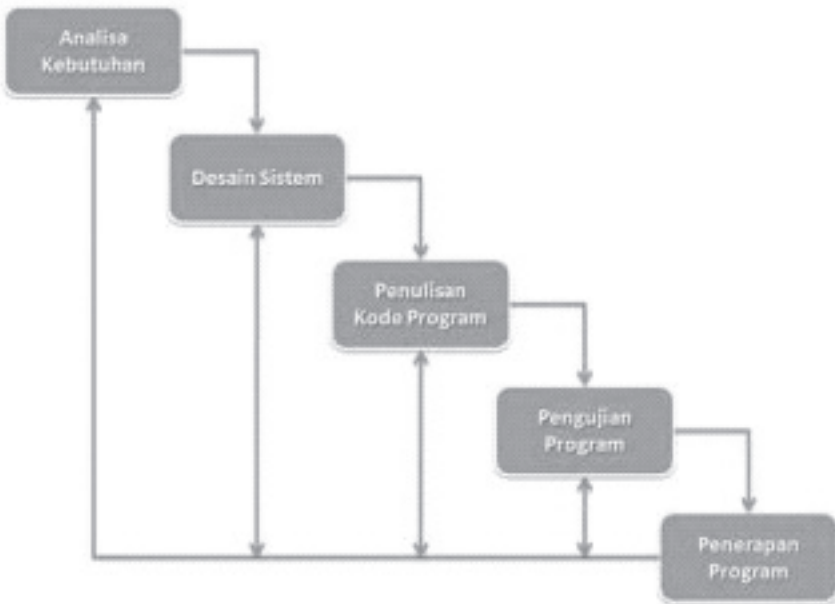 Analisa
Kebutuhan
Desain Sistem
Penulisan
Kode Program
Pengujian
Program
Penerapan
Program